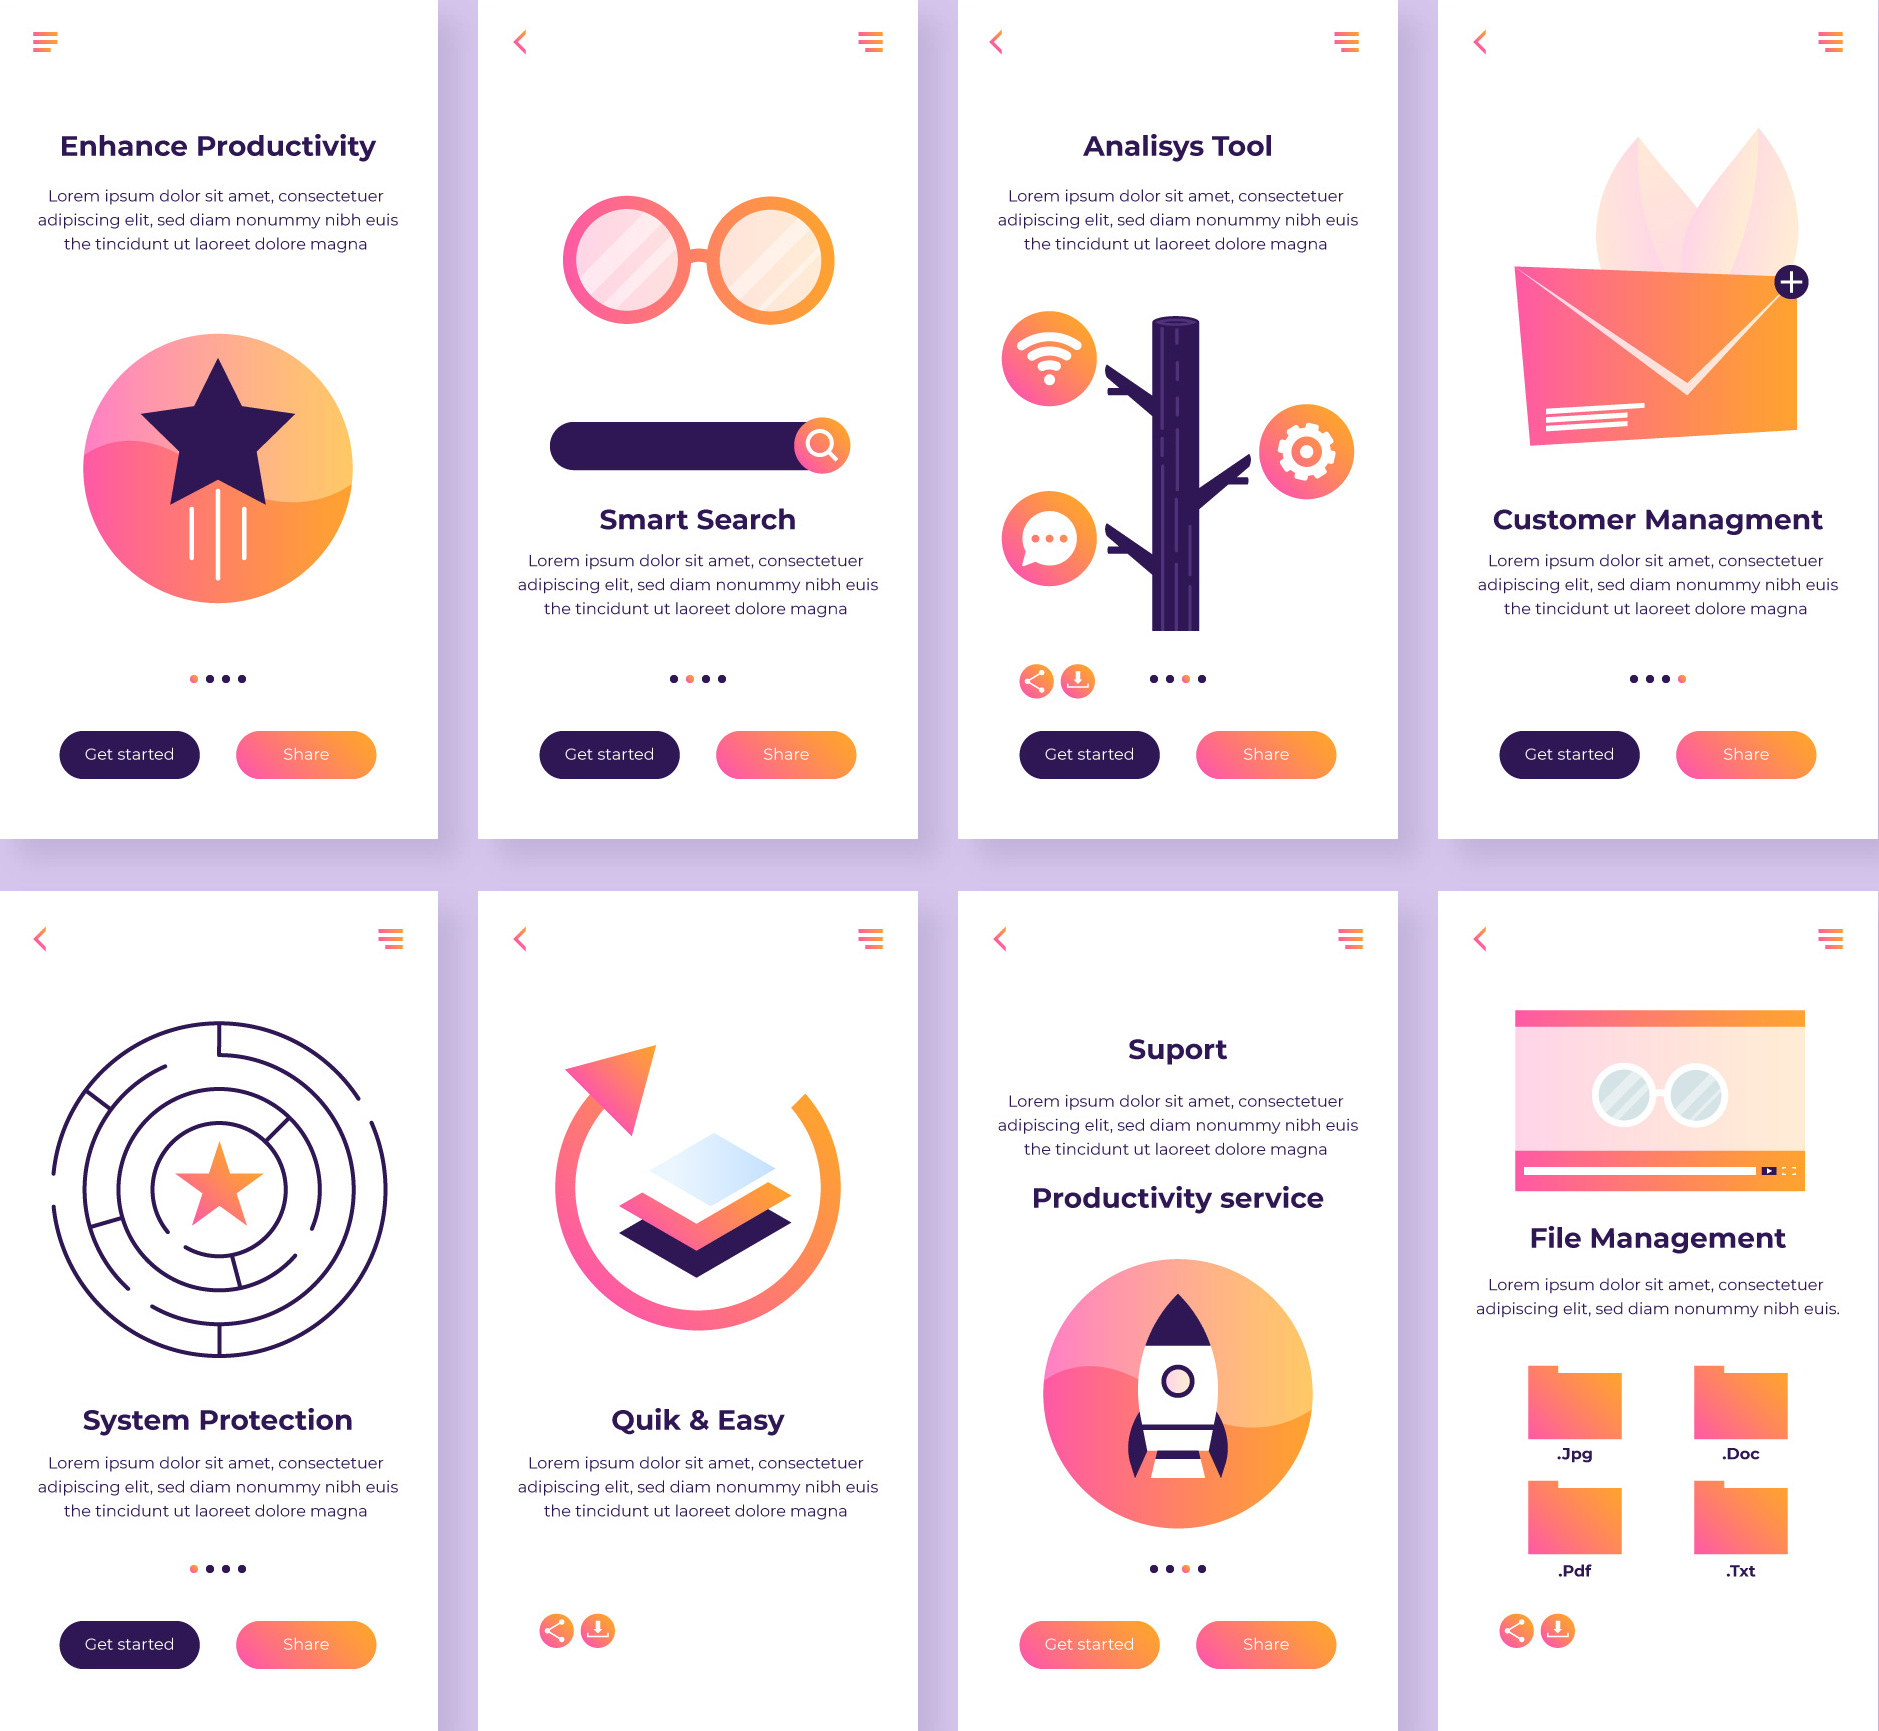 Enhance Productivity
Lorem ipsum dolor sit amet, consectetuer
adipiscing elit, sed diam nonummy nibh euis
the tincidunt ut laoreet dolore magna
Get started
Share
Smart Search
Lorem ipsum dolor sit amet, consectetuer
adipiscing elit, sed diam nonummy nibh euis
the tincidunt ut laoreet dolore magna
Get started
Share
Analisys Tool
Lorem ipsum dolor sit amet, consectetuer
adipiscing elit, sed diam nonummy nibh euis
the tincidunt ut laoreet dolore magna
Get started
Share
Customer Managment
Lorem ipsum dolor sit amet, consectetuer
adipiscing elit, sed diam nonummy nibh euis
the tincidunt ut laoreet dolore magna
Get started
Share
System Protection
Lorem ipsum dolor sit amet, consectetuer
adipiscing elit, sed diam nonummy nibh euis
the tincidunt ut laoreet dolore magna
Get started
Share
Quik & Easy
Lorem ipsum dolor sit amet, consectetuer
adipiscing elit, sed diam nonummy nibh euis
the tincidunt ut laoreet dolore magna
Suport
Lorem ipsum dolor sit amet, consectetuer
adipiscing elit, sed diam nonummy nibh euis
the tincidunt ut laoreet dolore magna
Productivity service
Get started
Share
File Management
Lorem ipsum dolor sit amet, consectetuer
adipiscing elit, sed diam nonummy nibh euis.
.Jpg
.Doc
.Pdf
.Txt